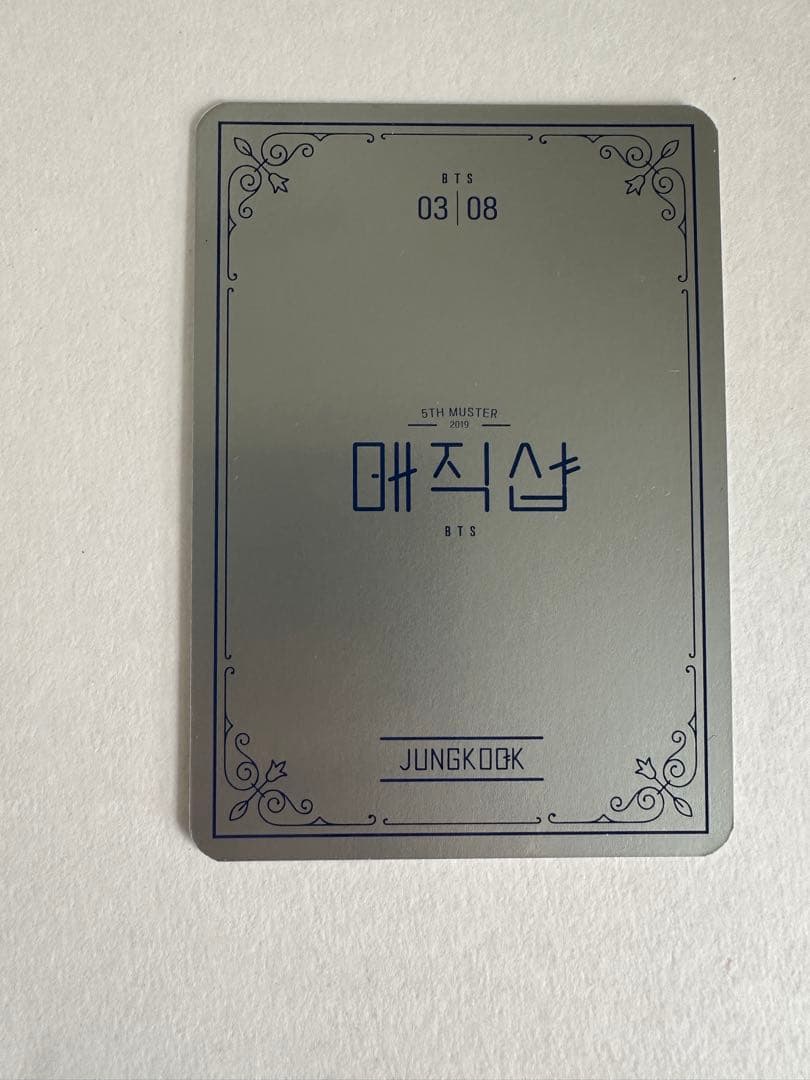 BTS
03|08
5TH MUSTER
2019
매직샵
BTS
JUNGKOOK